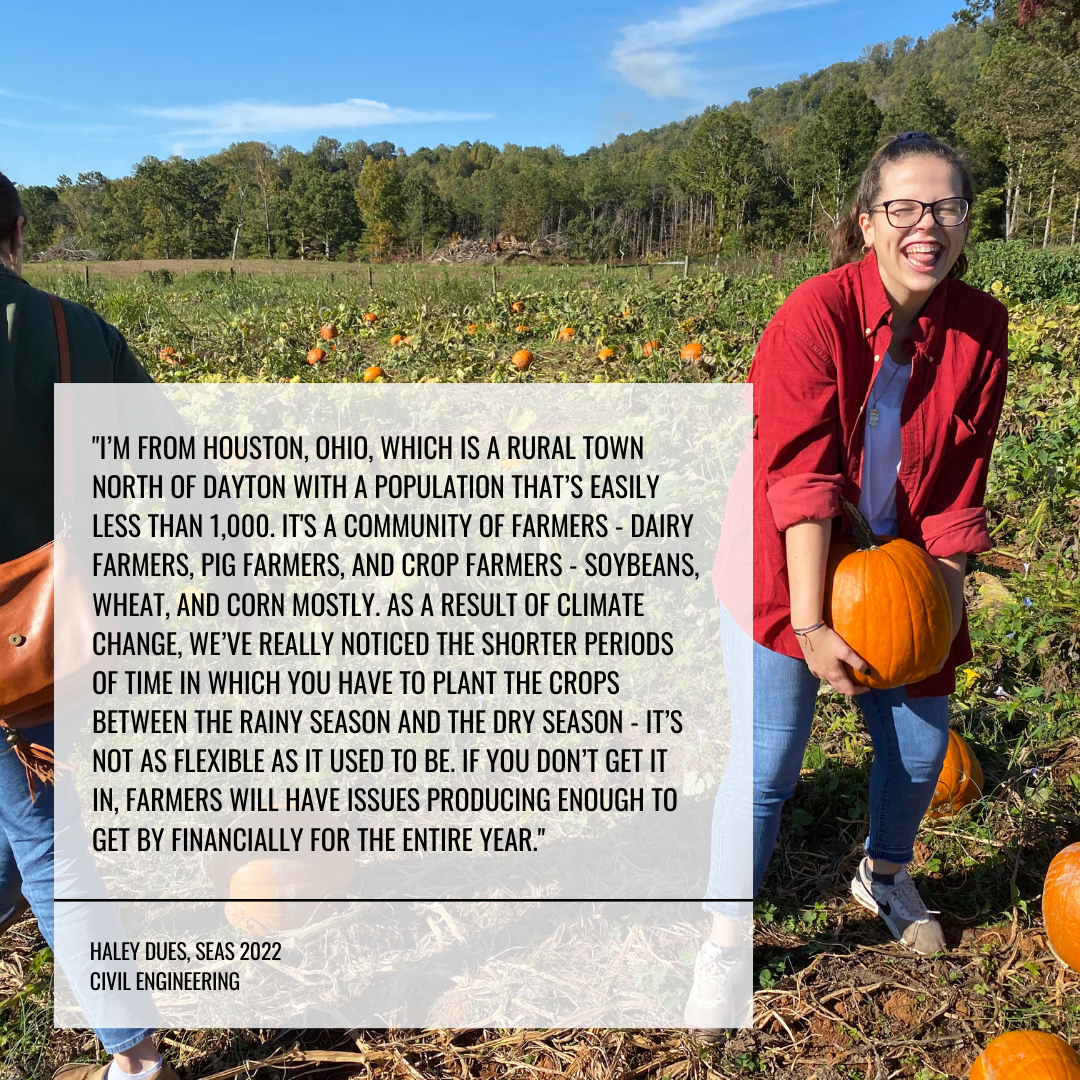 "I’M FROM HOUSTON, OHIO, WHICH IS A RURAL TOWN
NORTH OF DAYTON WITH A POPULATION THAT’S EASILY
LESS THAN 1,000. IT'S A COMMUNITY OF FARMERS - DAIRY
FARMERS, PIG FARMERS, AND CROP FARMERS - SOYBEANS,
WHEAT, AND CORN MOSTLY. AS A RESULT OF CLIMATE
CHANGE, WE’VE REALLY NOTICED THE SHORTER PERIODS
OF TIME IN WHICH YOU HAVE TO PLANT THE CROPS
BETWEEN THE RAINY SEASON AND THE DRY SEASON - IT’S
NOT AS FLEXIBLE AS IT USED TO BE. IF YOU DON’T GET IT
IN, FARMERS WILL HAVE ISSUES PRODUCING ENOUGH TO
GET BY FINANCIALLY FOR THE ENTIRE YEAR."
HALEY DUES, SEAS 2022
CIVIL ENGINEERING